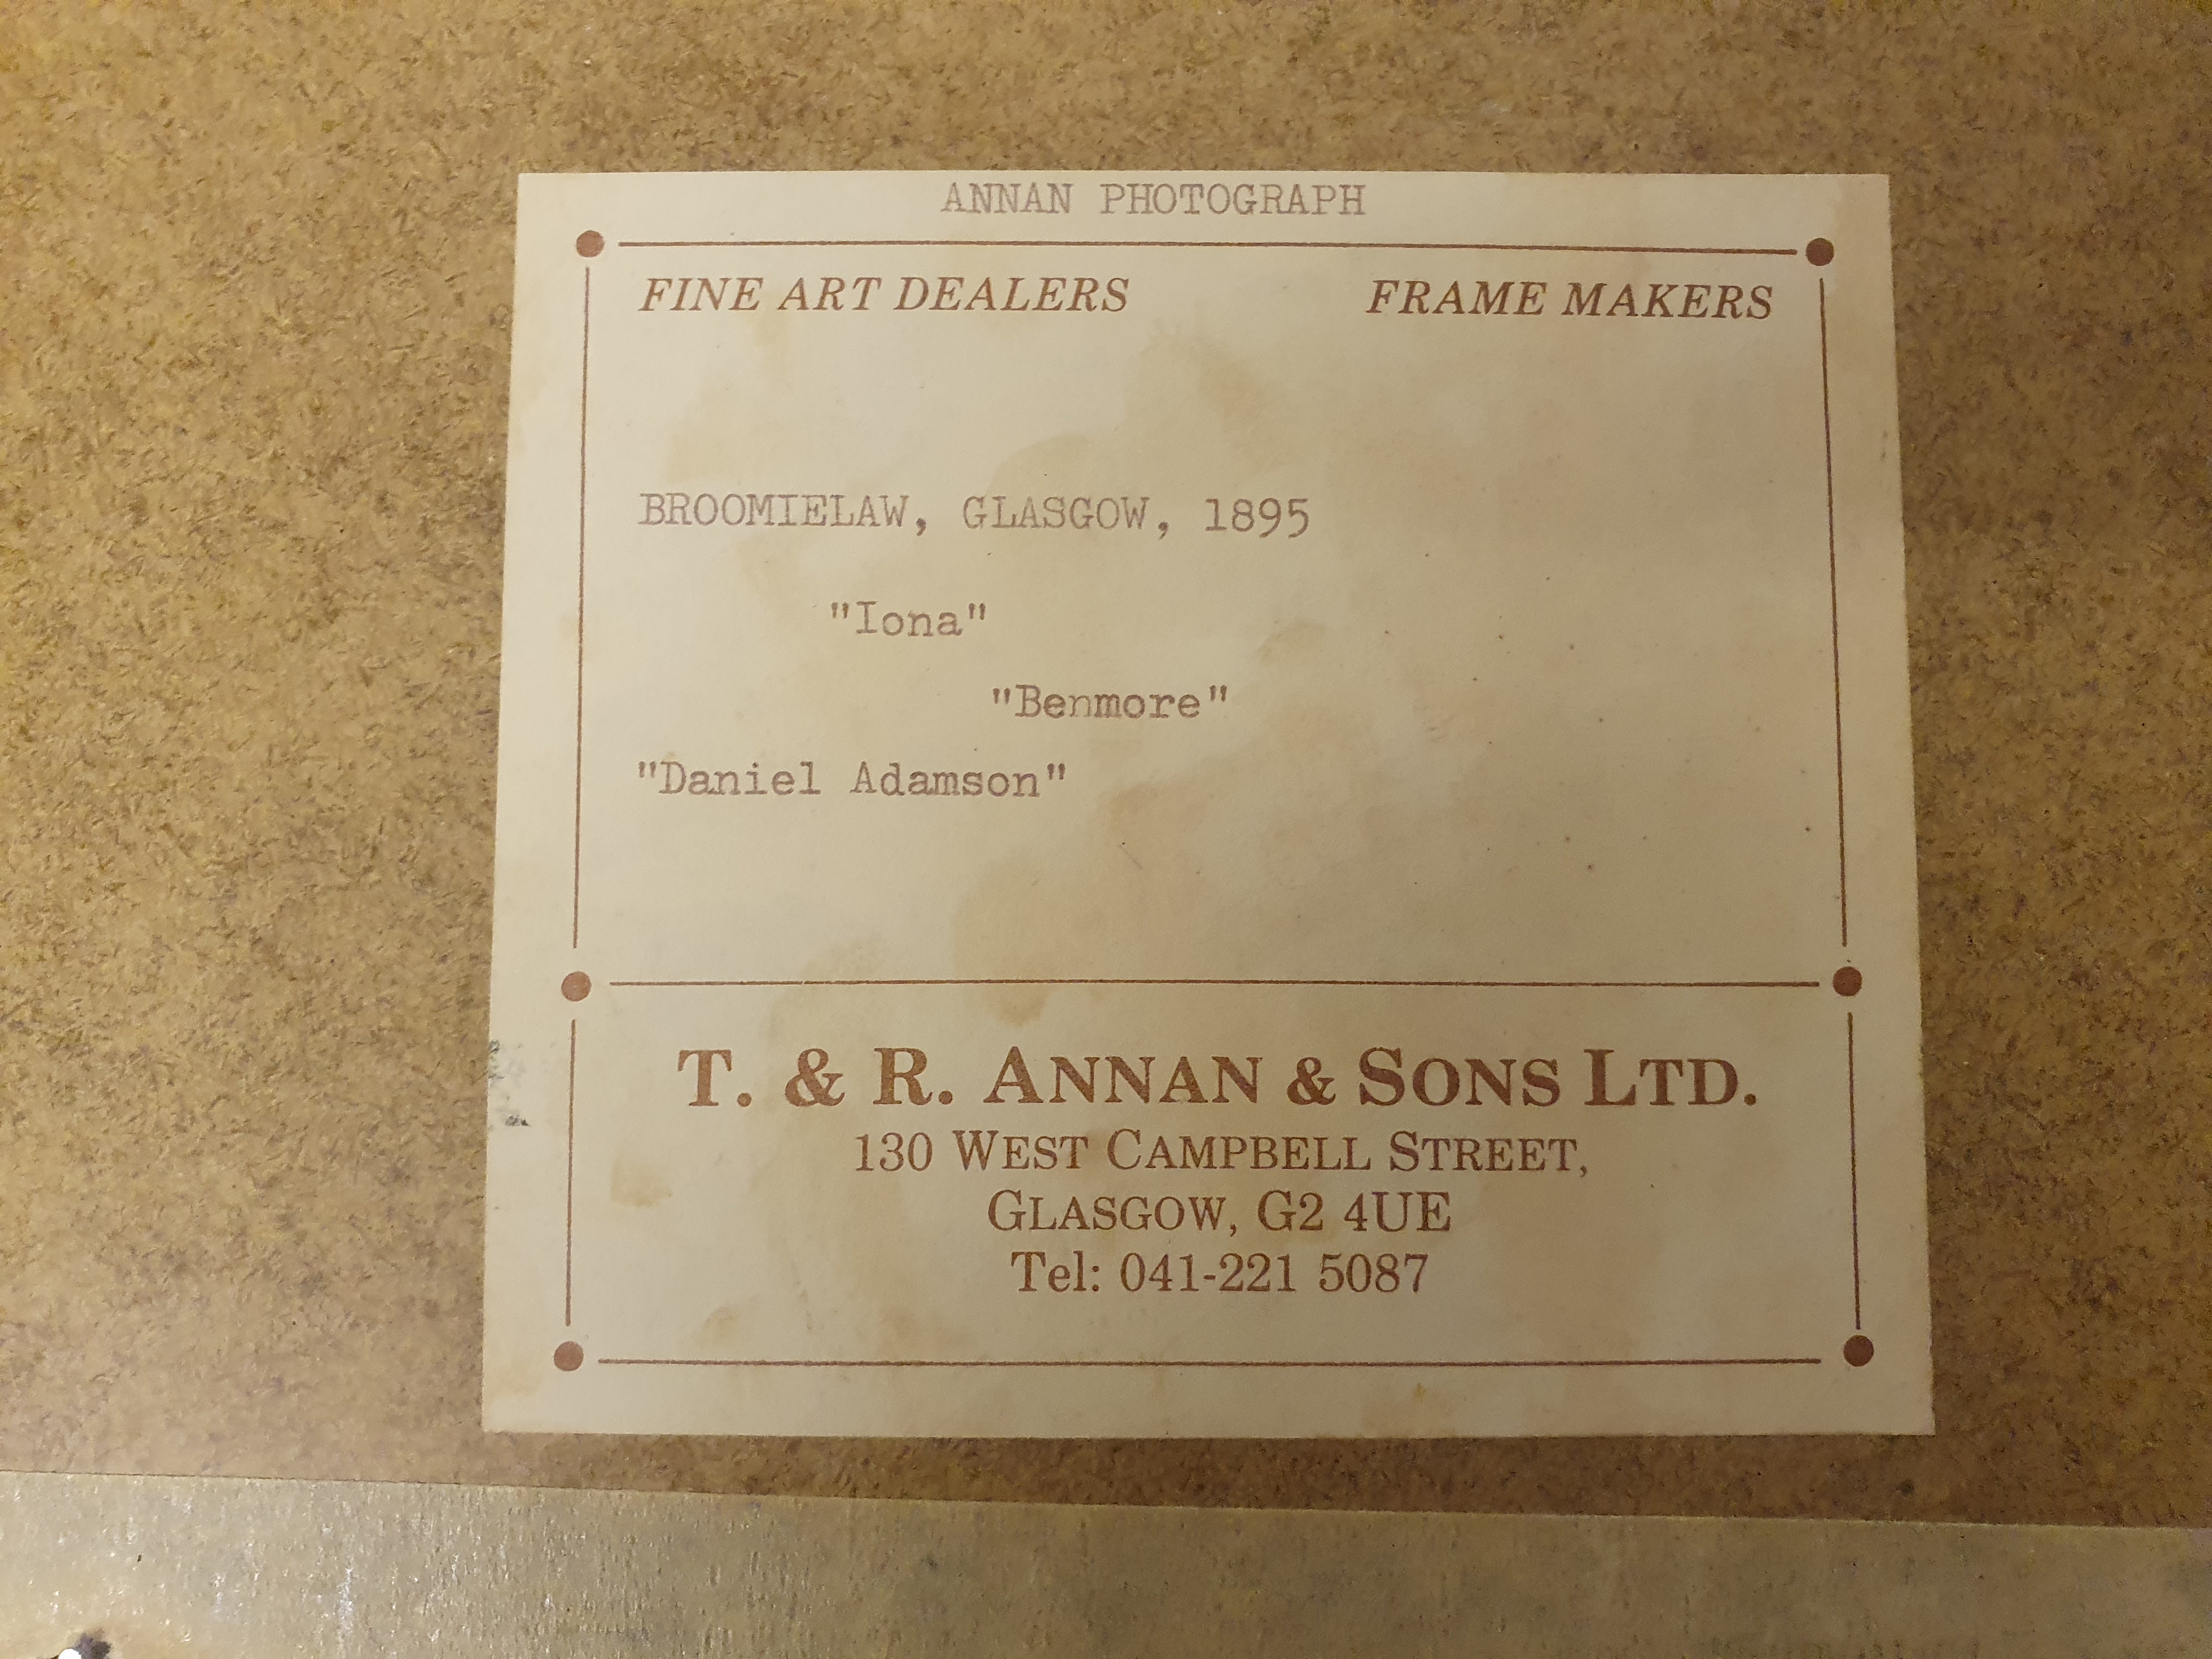 ANNAN PHOTOGRAPH
FINE ART DEALERS FRAME MAKERS
BROOMIELAW, GLASGOW, 1895
"Iona"
"Benmore"
"Daniel Adamson"
T. & R. ANNAN & SONS LTD.
130 WEST CAMPBELL STREET,
GLASGOW, G2 4UE
Tel: 041-221 5087